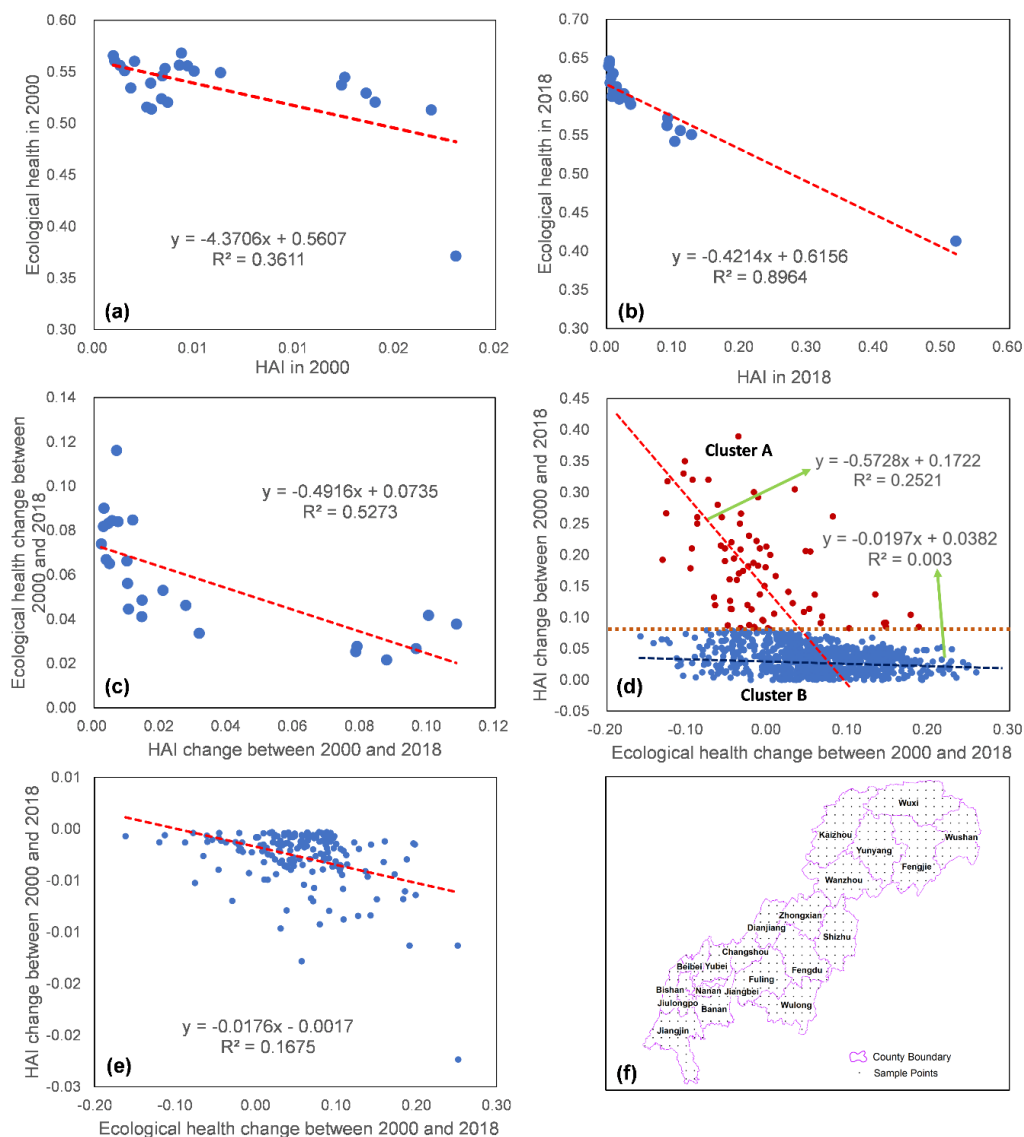 0.60
0.55
0.50
0.45
0.40
0.35
0.30
Ecological health in 2000
y = -4.3706x + 0.5607
R² = 0.3611
(a)
0.00
0.01
0.01
0.02
0.02
HAI in 2000
0.70
0.65
0.60
0.55
0.50
0.45
0.40
0.35
0.30
Ecological health in 2018
y = -0.4214x + 0.6156
R² = 0.8964
(b)
0.00
0.10
0.20
0.30
0.40
0.50
0.60
HAI in 2018
0.14
0.12
0.10
0.08
0.06
0.04
0.02
0.00
Ecological health change between
2000 and 2018
y = -0.4916x + 0.0735
R² = 0.5273
(c)
0.00
0.02
0.04
0.06
0.08
0.10
0.12
HAI change between 2000 and 2018
0.45
0.40
0.35
0.30
0.25
0.20
0.15
0.10
0.05
0.00
-0.05
HAI change between 2000 and 2018
Cluster A
y = -0.5728x + 0.1722
R² = 0.2521
y = -0.0197x + 0.0382
R² = 0.003
Cluster B
(d)
-0.20
-0.10
0.00
0.10
0.20
0.30
Ecological health change between 2000 and 2018
0.01
0.00
-0.01
-0.01
-0.02
-0.02
-0.03
HAI change between 2000 and 2018
y = -0.0176x - 0.0017
R² = 0.1675
(e)
-0.20
-0.10
0.00
0.10
0.20
0.30
Ecological health change between 2000 and 2018
Wuxi
Kaizhou
Wushan
Yunyang
Fengjie
Wanzhou
Zhongxian
Dianjiang
Shizhu
Changshou
Beibei Yubei
Fengdu
Fuling
Bishan
Nanan Jiangbei
Jiulongpo
Banan
Wulong
Jiangjin
County Boundary
Sample Points
(f)